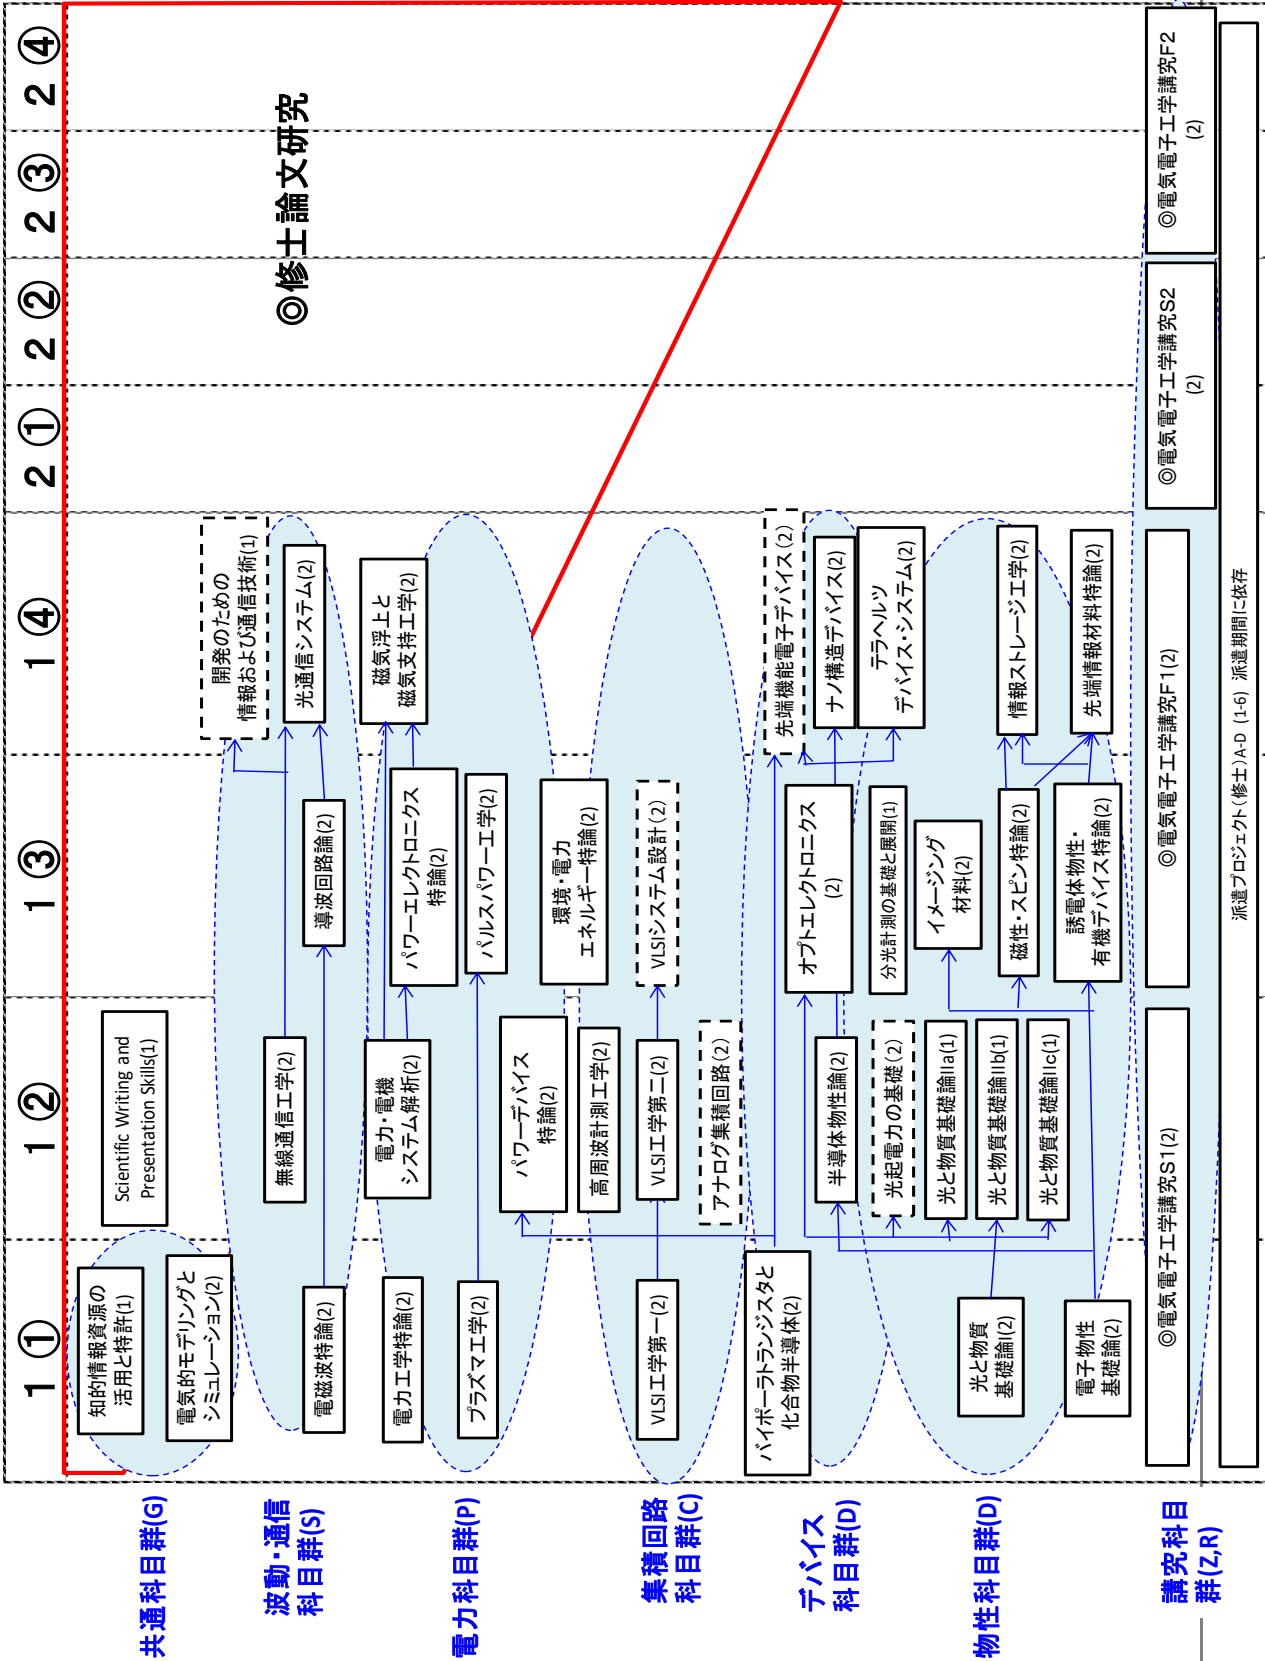 1 ①
1 ②
1 ③
1 ④
2 ①
2 ②
2 ③
2 ④
◎修士論文研究
共通科目群(G)
知的情報資源の
活用と特許(1)
電気的モデリングと
シミュレーション(2)
Scientific Writing and
Presentation Skills(1)
波動・通信
科目群(S)
電磁波特論(2)
無線通信工学(2)
導波回路論(2)
開発のための
情報および通信技術(1)
光通信システム(2)
電力科目群(P)
電力工学特論(2)
プラズマ工学(2)
電力・電機
システム解析(2)
パワーデバイス
特論(2)
高周波計測工学(2)
パワーエレクトロニクス
特論(2)
パルスパワー工学(2)
環境・電力
エネルギー特論(2)
磁気浮上と
磁気支持工学(2)
集積回路
科目群(C)
VLSI工学第一(2)
VLSI工学第二(2)
アナログ集積回路(2)
VLSIシステム設計(2)
デバイス
科目群(D)
バイポーラトランジスタと
化合物半導体(2)
半導体物性論(2)
光起電力の基礎(2)
オプトエレクトロニクス
(2)
分光計測の基礎と展開(1)
先端機能電子デバイス(2)
ナノ構造デバイス(2)
テラヘルツ
デバイス・システム(2)
物性科目群(D)
光と物質
基礎論I(2)
電子物性
基礎論(2)
光と物質基礎論IIa(1)
光と物質基礎論IIb(1)
光と物質基礎論IIc(1)
イメージング
材料(2)
磁性・スピン特論(2)
誘電体物性・
有機デバイス特論(2)
情報ストレージ工学(2)
先端情報材料特論(2)
講究科目
群(Z,R)
◎電気電子工学講究S1(2)
◎電気電子工学講究F1(2)
◎電気電子工学講究S2
(2)
◎電気電子工学講究F2
(2)
派遣プロジェクト(修士)A-D (1-6) 派遣期間に依存